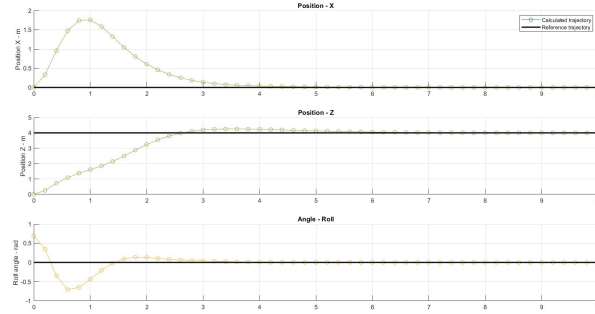 Position - X
Position X - m
2
1.5
1
0.5
0
0 1 2 3 4 5 6 7 8 9
Calculated trajectory
Reference trajectory
Position - Z
Position Z - m
5
4
3
2
1
0
0 1 2 3 4 5 6 7 8 9
Angle - Roll
Roll angle - rad
1
0.5
0
-0.5
-1
0 1 2 3 4 5 6 7 8 9